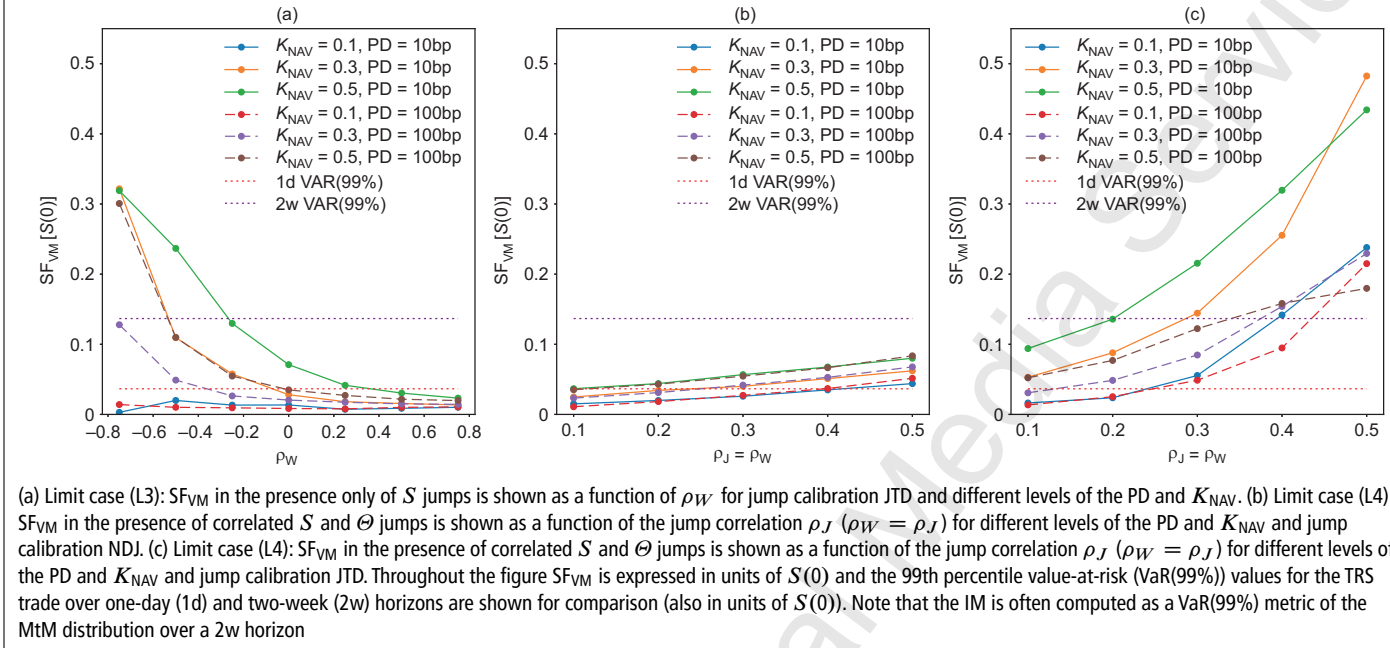 (a)
SF_VM [S(0)]
0.5
0.4
0.3
0.2
0.1
0
K_NAV = 0.1, PD = 10bp
K_NAV = 0.3, PD = 10bp
K_NAV = 0.5, PD = 10bp
K_NAV = 0.1, PD = 100bp
K_NAV = 0.3, PD = 100bp
K_NAV = 0.5, PD = 100bp
1d VAR(99%)
2w VAR(99%)
–0.8 –0.6 –0.4 –0.2 0 0.2 0.4 0.6 0.8
ρ_W
(b)
SF_VM [S(0)]
0.5
0.4
0.3
0.2
0.1
0
K_NAV = 0.1, PD = 10bp
K_NAV = 0.3, PD = 10bp
K_NAV = 0.5, PD = 10bp
K_NAV = 0.1, PD = 100bp
K_NAV = 0.3, PD = 100bp
K_NAV = 0.5, PD = 100bp
1d VAR(99%)
2w VAR(99%)
0.1 0.2 0.3 0.4 0.5
ρ_J = ρ_W
(c)
SF_VM [S(0)]
0.5
0.4
0.3
0.2
0.1
0
K_NAV = 0.1, PD = 10bp
K_NAV = 0.3, PD = 10bp
K_NAV = 0.5, PD = 10bp
K_NAV = 0.1, PD = 100bp
K_NAV = 0.3, PD = 100bp
K_NAV = 0.5, PD = 100bp
1d VAR(99%)
2w VAR(99%)
0.1 0.2 0.3 0.4 0.5
ρ_J = ρ_W
(a) Limit case (L3): SF_VM in the presence only of S jumps is shown as a function of ρ_W for jump calibration JTD and different levels of the PD and K_NAV. (b) Limit case (L4)
SF_VM in the presence of correlated S and Θ jumps is shown as a function of the jump correlation ρ_J (ρ_W = ρ_J) for different levels of the PD and K_NAV and jump
calibration NDJ. (c) Limit case (L4): SF_VM in the presence of correlated S and Θ jumps is shown as a function of the jump correlation ρ_J (ρ_W = ρ_J) for different levels of
the PD and K_NAV and jump calibration JTD. Throughout the figure SF_VM is expressed in units of S(0) and the 99th percentile value-at-risk (VaR(99%)) values for the TRS
trade over one-day (1d) and two-week (2w) horizons are shown for comparison (also in units of S(0)). Note that the IM is often computed as a VaR(99%) metric of the
MtM distribution over a 2w horizon
Media Servic